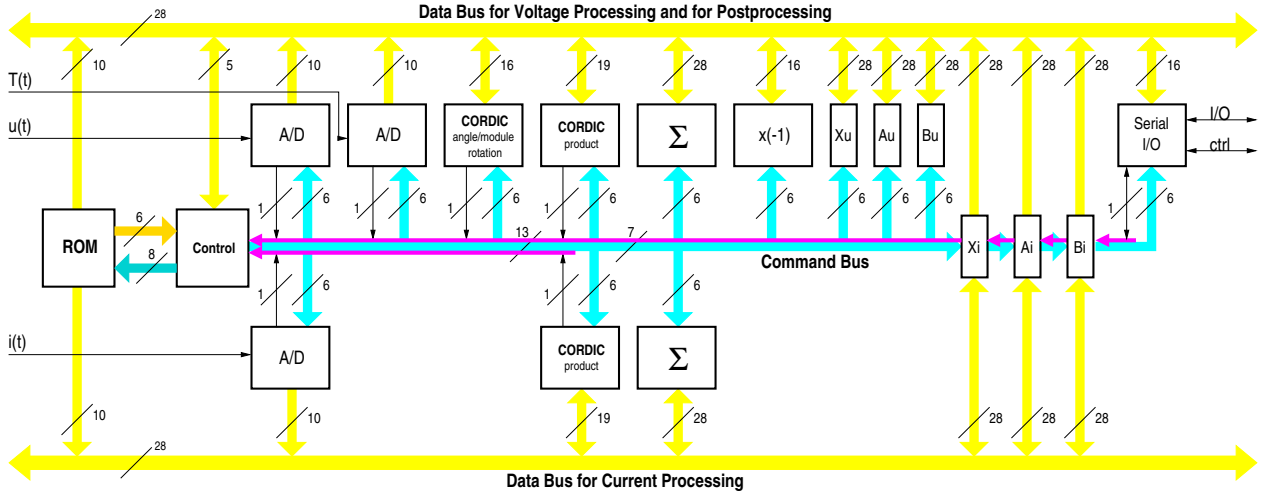 Data Bus for Voltage Processing and for Postprocessing
28
10
5
10
10
16
19
28
16
28
28
28
28
28
28
16
T(t)
u(t)
A/D
A/D
CORDIC
angle/module
rotation
CORDIC
product
Σ
x(-1)
Xu
Au
Bu
Serial
I/O
I/O
ctrl
1
6
1
6
1
6
1
6
6
6
6
6
6
1
6
ROM
6
8
Control
13
7
Command Bus
Xi
Ai
Bi
1
6
1
6
6
i(t)
A/D
CORDIC
product
Σ
10
10
19
28
28
28
28
28
Data Bus for Current Processing